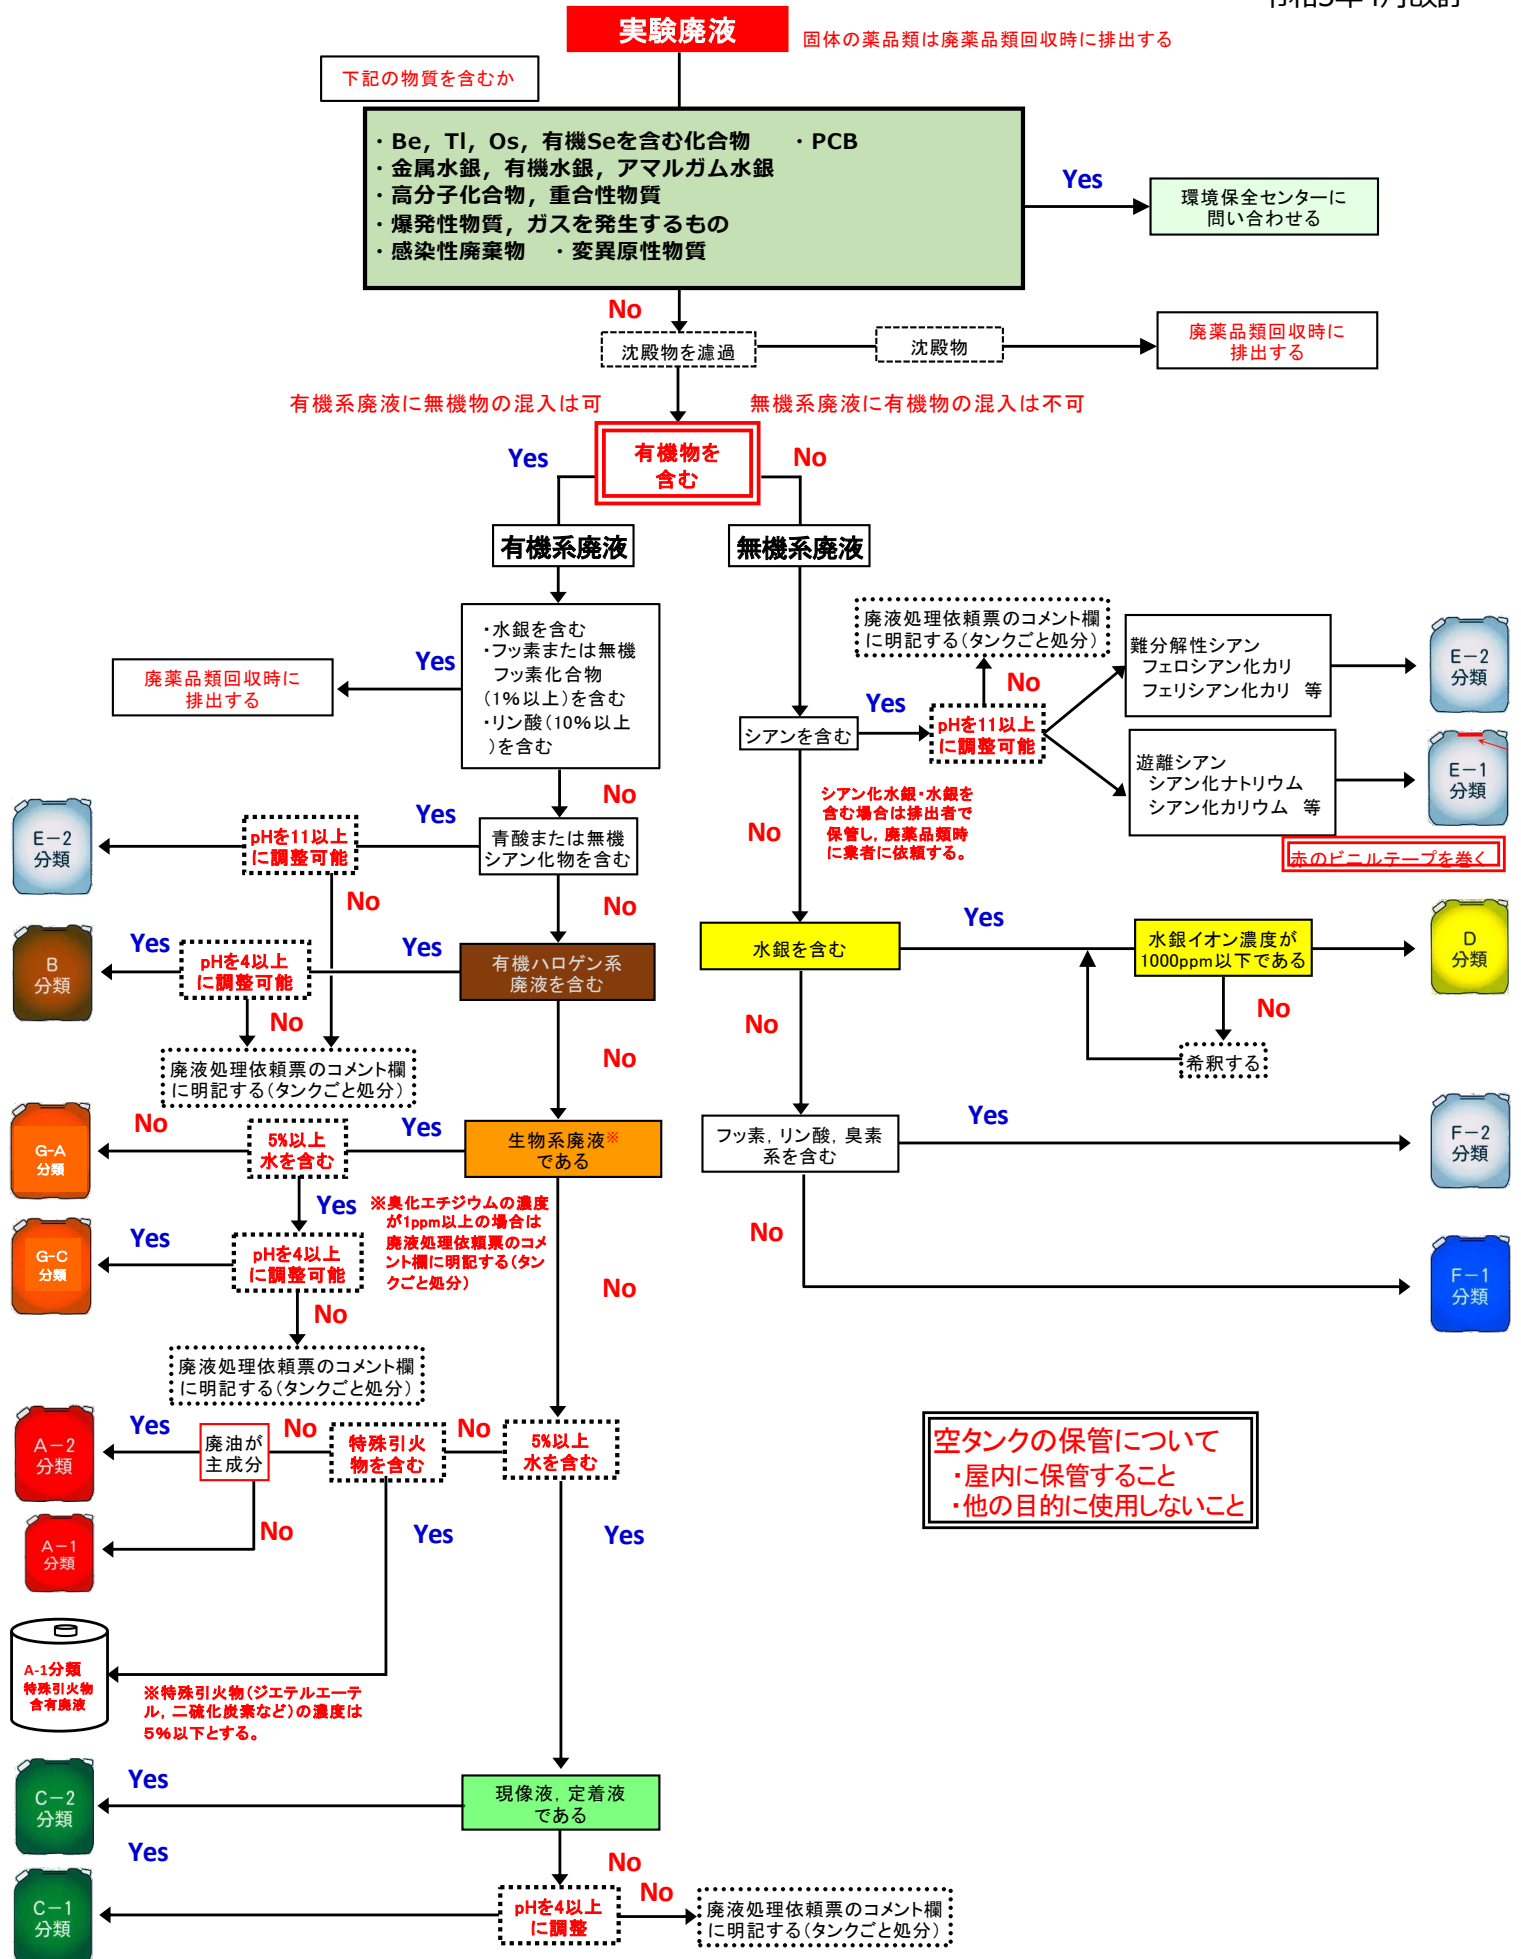 実験廃液
固体の薬品類は廃薬品類回収時に排出する
下記の物質を含むか
・Be, Tl, Os, 有機Seを含む化合物 ・PCB
・金属水銀, 有機水銀, アマルガム水銀
・高分子化合物, 重合性物質
・爆発性物質, ガスを発生するもの
・感染性廃棄物 ・変異原性物質
Yes
環境保全センターに
問い合わせる
No
沈殿物を濾過
沈殿物
廃薬品類回収時に
排出する
有機系廃液に無機物の混入は可
無機系廃液に有機物の混入は不可
Yes
有機物を
含む
No
有機系廃液
無機系廃液
・水銀を含む
・フッ素または無機
フッ素化合物
(1%以上)を含む
・リン酸(10%以上
)を含む
Yes
廃薬品類回収時に
排出する
No
廃液処理依頼票のコメント欄
に明記する(タンクごと処分)
No
シアンを含む
Yes
pHを11以上
に調整可能
難分解性シアン
フェロシアン化カリ
フェリシアン化カリ 等
E-2
分類
遊離シアン
シアン化ナトリウム
シアン化カリウム 等
E-1
分類
赤のビニルテープを巻く
シアン化水銀・水銀を
含む場合は排出者で
保管し, 廃薬品類時
に業者に依頼する。
No
青酸または無機
シアン化物を含む
Yes
pHを11以上
に調整可能
E-2
分類
No
No
有機ハロゲン系
廃液を含む
Yes
pHを4以上
に調整可能
Yes
B
分類
No
廃液処理依頼票のコメント欄
に明記する(タンクごと処分)
No
水銀を含む
Yes
水銀イオン濃度が
1000ppm以下である
D
分類
No
希釈する
No
生物系廃液※
である
Yes
5%以上
水を含む
No
G-A
分類
Yes
※臭化エチジウムの濃度
が1ppm以上の場合は
廃液処理依頼票のコメ
ント欄に明記する(タン
クごと処分)
pHを4以上
に調整可能
Yes
G-C
分類
No
廃液処理依頼票のコメント欄
に明記する(タンクごと処分)
No
フッ素, リン酸, 臭素
系を含む
Yes
F-2
分類
No
F-1
分類
5%以上
水を含む
No
特殊引火
物を含む
No
廃油が
主成分
Yes
A-2
分類
No
A-1
分類
Yes
A-1分類
特殊引火物
含有廃液
※特殊引火物(ジエテルエーテ
ル, 二硫化炭素など)の濃度は
5%以下とする。
Yes
空タンクの保管について
・屋内に保管すること
・他の目的に使用しないこと
現像液, 定着液
である
Yes
C-2
分類
No
pHを4以上
に調整
Yes
C-1
分類
No
廃液処理依頼票のコメント欄
に明記する(タンクごと処分)